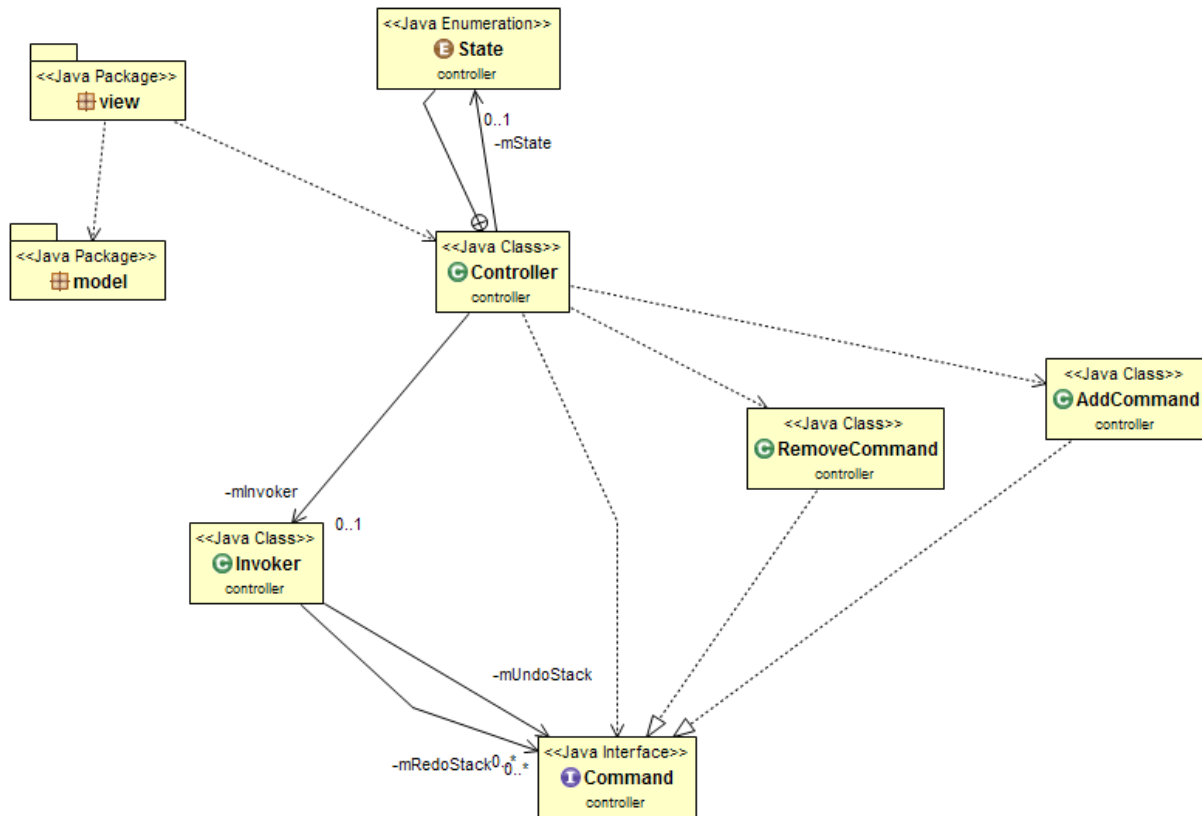 <<Java Enumeration>>
E State
controller
<<Java Package>>
view
0..1
-mState
<<Java Package>>
model
<<Java Class>>
C Controller
controller
<<Java Class>>
C AddCommand
controller
<<Java Class>>
C RemoveCommand
controller
-mInvoker
0..1
<<Java Class>>
C Invoker
controller
-mUndoStack
-mRedoStack
0..*
0..*
<<Java Interface>>
I Command
controller